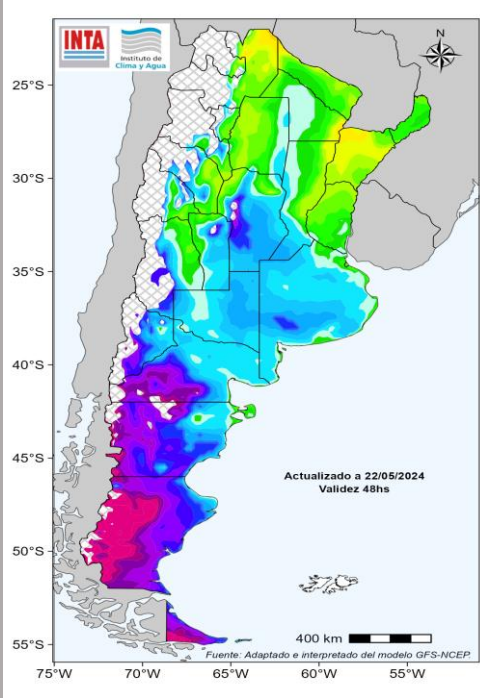 INTA
Instituto de
Clima y Agua
N
25°S
30°S
35°S
40°S
45°S
50°S
55°S
Actualizado a 22/05/2024
Validez 48hs
400 km
Fuente: Adaptado e interpretado del modelo GFS-NCEP.
75°W 70°W 65°W 60°W 55°W